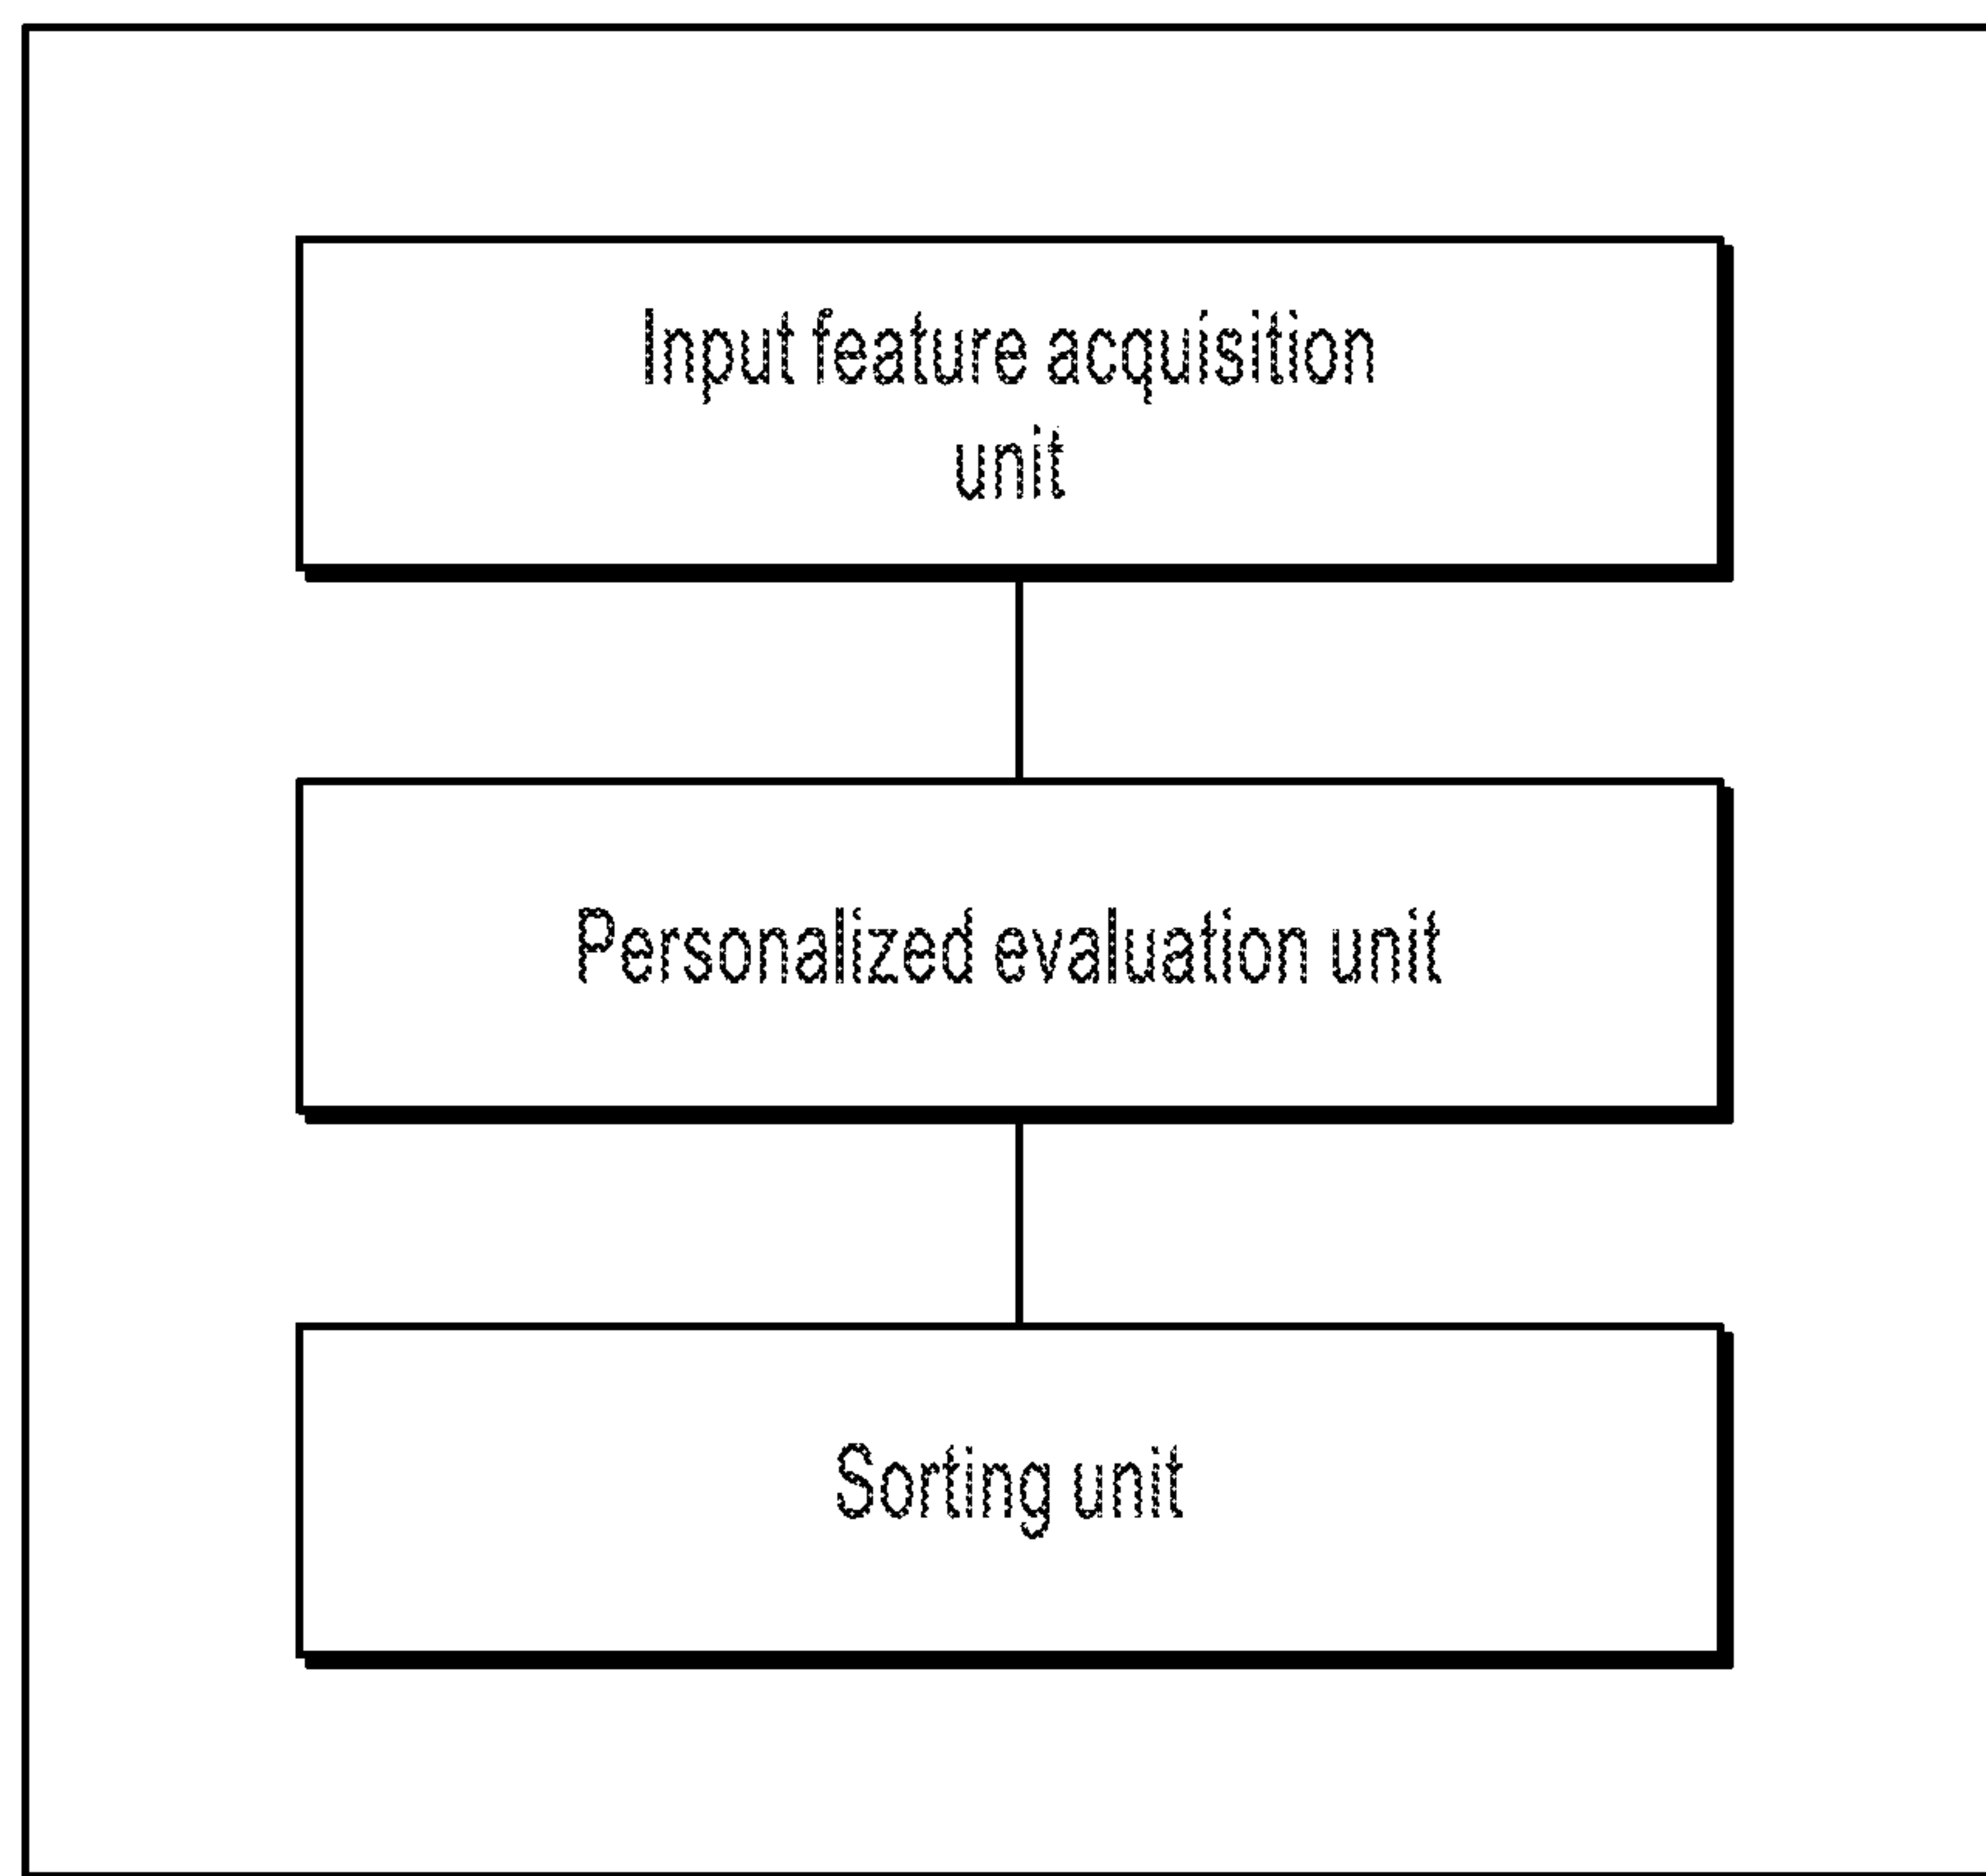 Input feature acquisition
unit
Personalized evaluation unit
Sorting unit